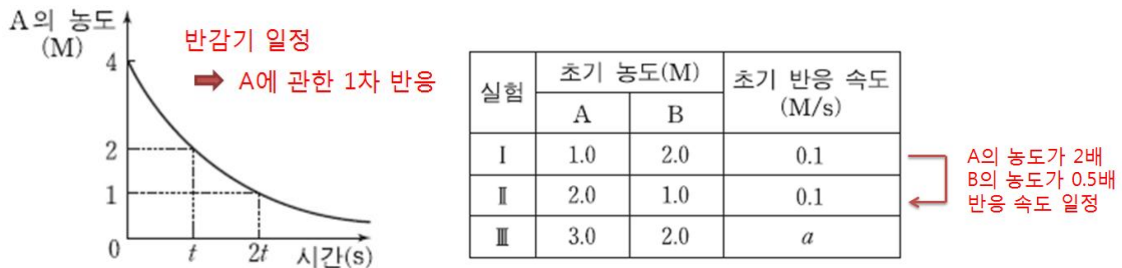 A의 농도
(M)
4
2
1
0
t
2t
시간(s)
반감기 일정
➡ A에 관한 1차 반응
실험 초기 농도(M) 초기 반응 속도
(M/s)
A B
Ⅰ 1.0 2.0 0.1
Ⅱ 2.0 1.0 0.1
Ⅲ 3.0 2.0 a
A의 농도가 2배
B의 농도가 0.5배
반응 속도 일정